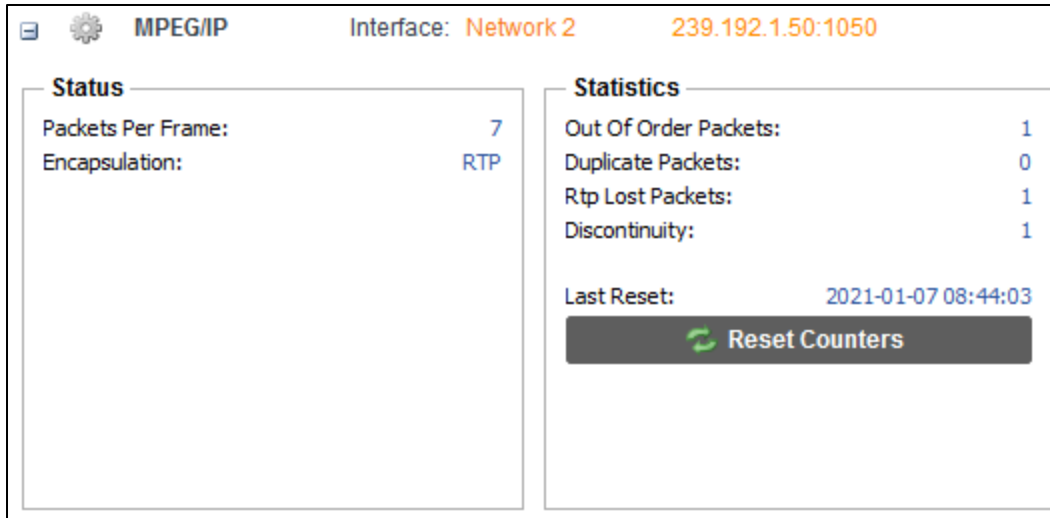 MPEG/IP Interface: Network 2 239.192.1.50:1050
Status
Packets Per Frame: 7
Encapsulation: RTP
Statistics
Out Of Order Packets: 1
Duplicate Packets: 0
Rtp Lost Packets: 1
Discontinuity: 1
Last Reset: 2021-01-07 08:44:03
Reset Counters